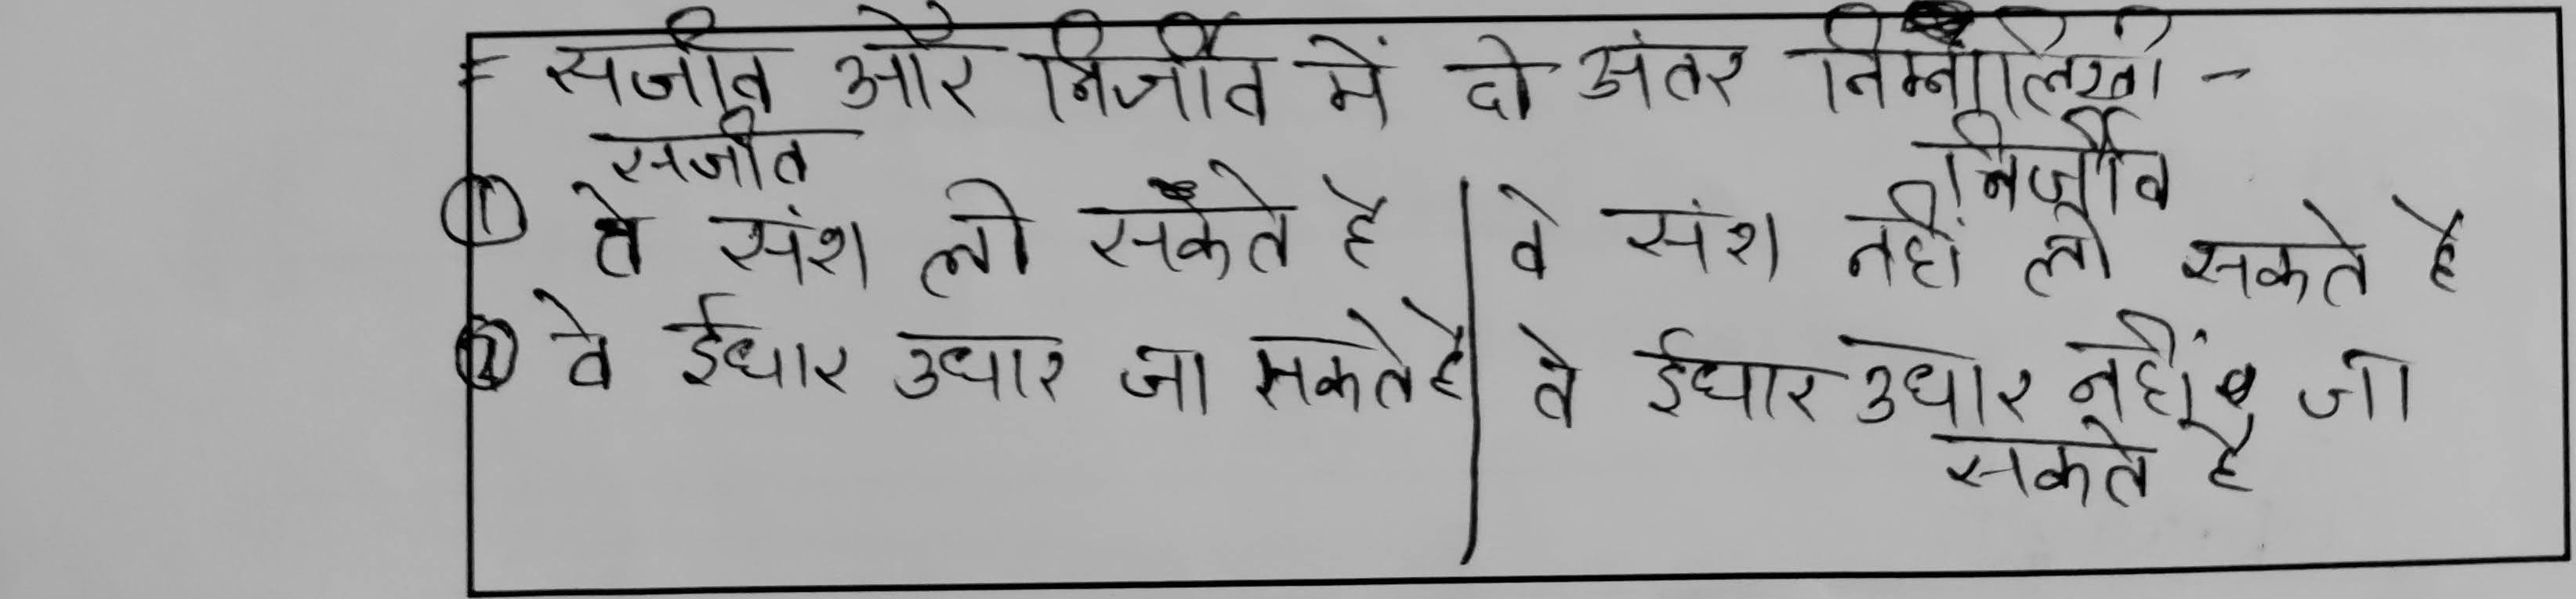 = सजीव और निर्जीव में दो अंतर निम्नलिखी -
सजीव
निर्जीव
① वे संश ली सकते है | वे संश नहीं ली सकते है
② वे ईधार उधार जा सकते है | वे ईधार उधार नहीं जा
सकते है